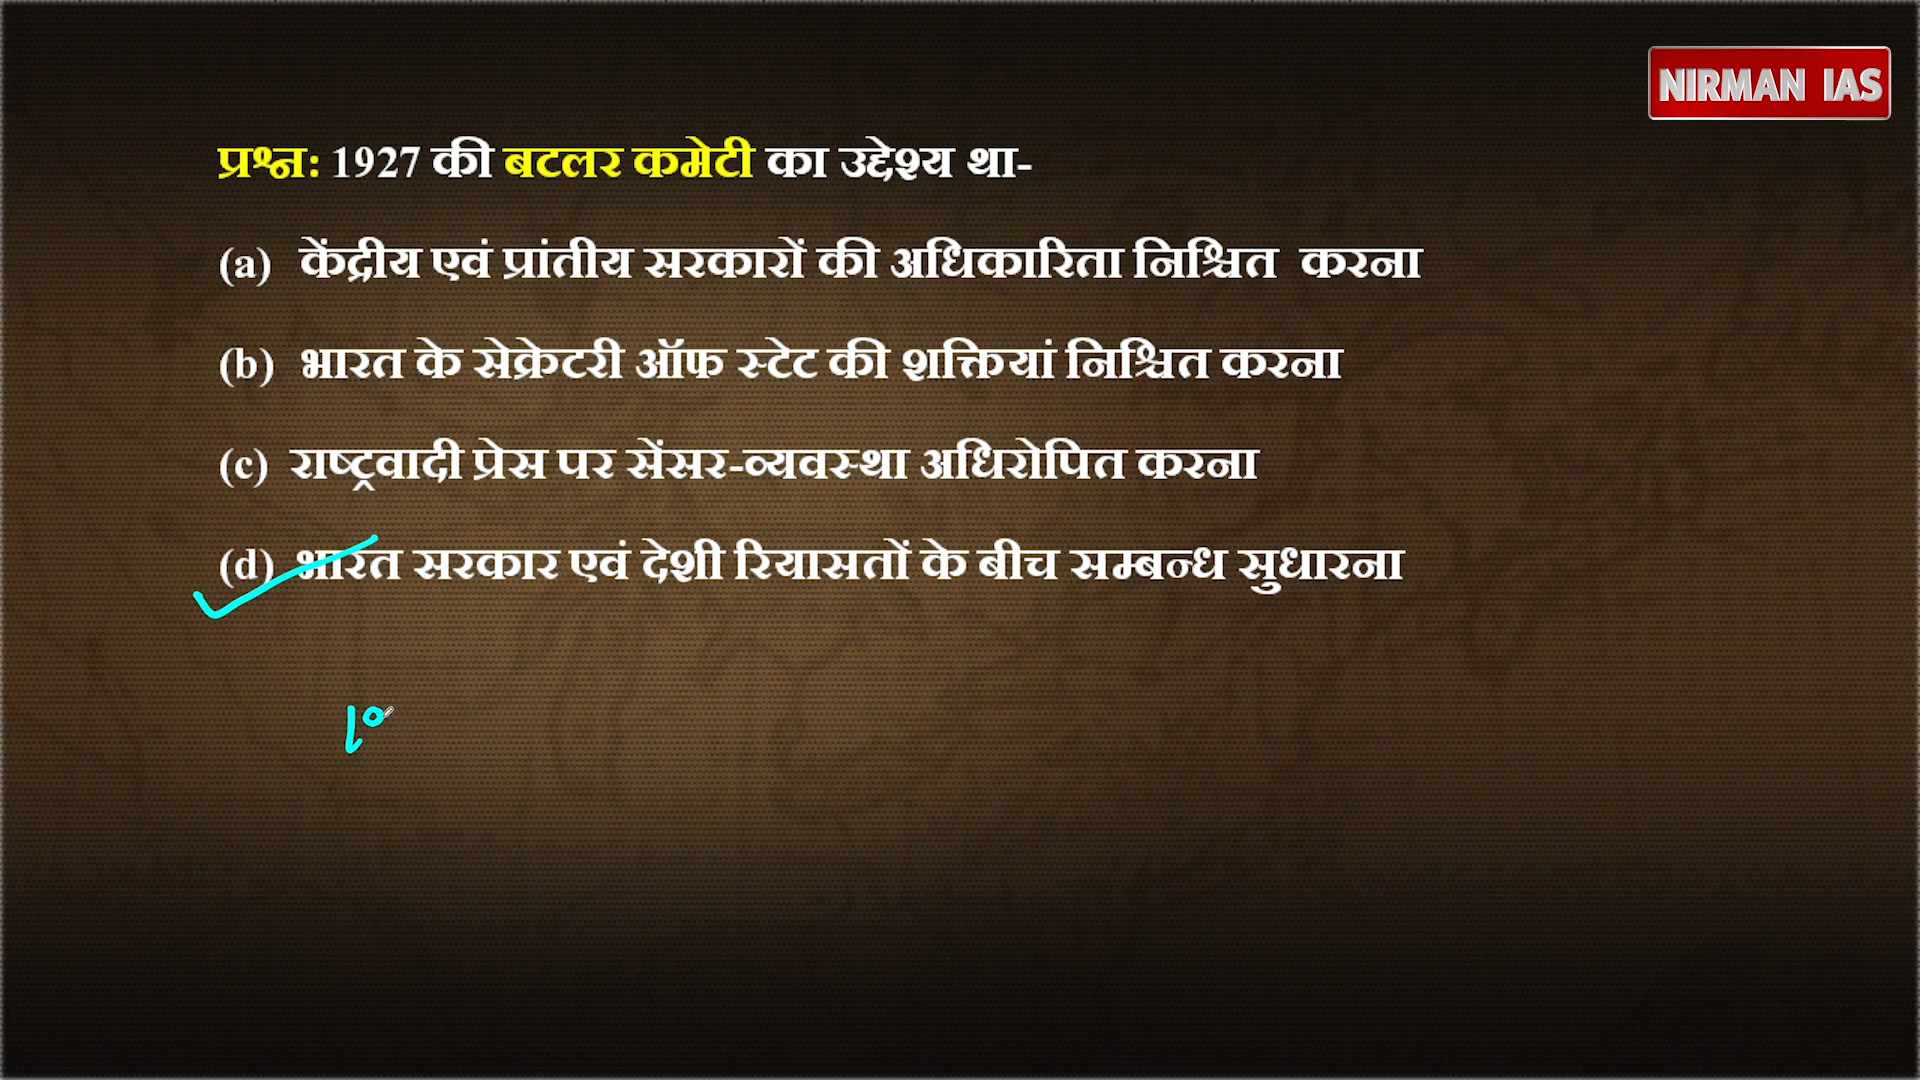 NIRMAN IAS
प्रश्न: 1927 की बटलर कमेटी का उद्देश्य था-
(a) केंद्रीय एवं प्रांतीय सरकारों की अधिकारिता निश्चित करना
(b) भारत के सेक्रेटरी ऑफ स्टेट की शक्तियां निश्चित करना
(c) राष्ट्रवादी प्रेस पर सेंसर-व्यवस्था अधिरोपित करना
(d) भारत सरकार एवं देशी रियासतों के बीच सम्बन्ध सुधारना